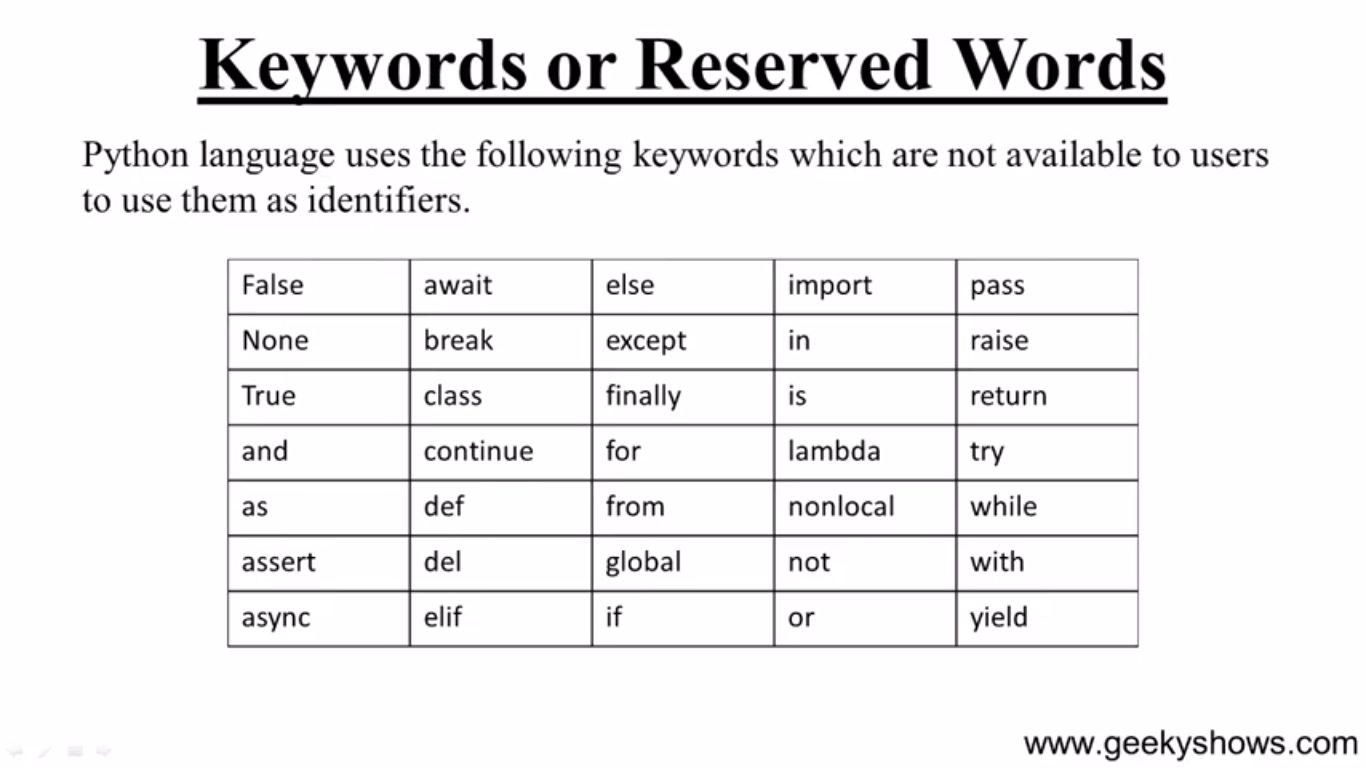 Keywords or Reserved Words
Python language uses the following keywords which are not available to users
to use them as identifiers.
False await else import pass
None break except in raise
True class finally is return
and continue for lambda try
as def from nonlocal while
assert del global not with
async elif if or yield
www.geekyshows.com